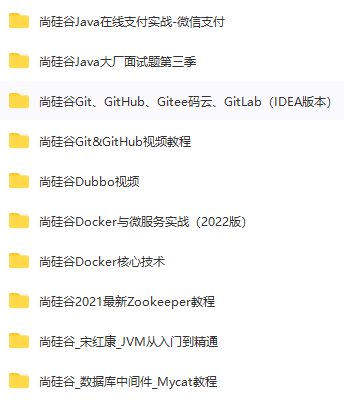 尚硅谷Java在线支付实战-微信支付
尚硅谷Java大厂面试题第三季
尚硅谷Git、GitHub、Gitee码云、GitLab（IDEA版本）
尚硅谷Git&GitHub视频教程
尚硅谷Dubbo视频
尚硅谷Docker与微服务实战（2022版）
尚硅谷Docker核心技术
尚硅谷2021最新Zookeeper教程
尚硅谷_宋红康_JVM从入门到精通
尚硅谷_数据库中间件_Mycat教程